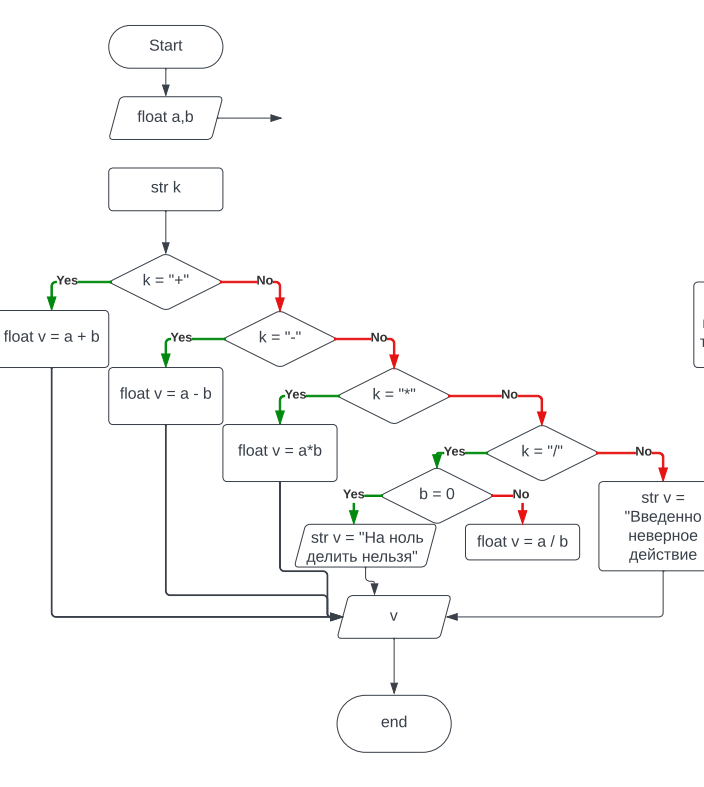 Start
float a,b
str k
k = "+"
Yes
No
float v = a + b
k = "-"
Yes
No
float v = a - b
k = "*"
Yes
No
float v = a*b
k = "/"
Yes
No
b = 0
Yes
No
str v = "На ноль
делить нельзя"
float v = a / b
str v =
"Введенно
неверное
действие
v
end